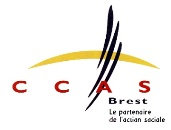 CCAS
Brest
Le partenaire
de l'action sociale